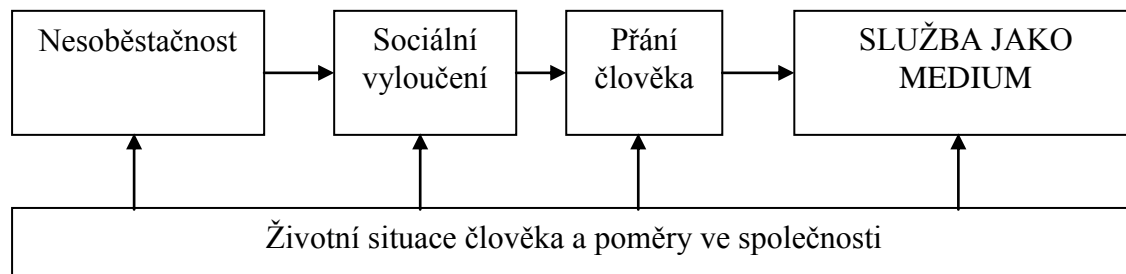 Nesoběstačnost
Sociální
vyloučení
Přání
člověka
SLUŽBA JAKO
MEDIUM
Životní situace člověka a poměry ve společnosti